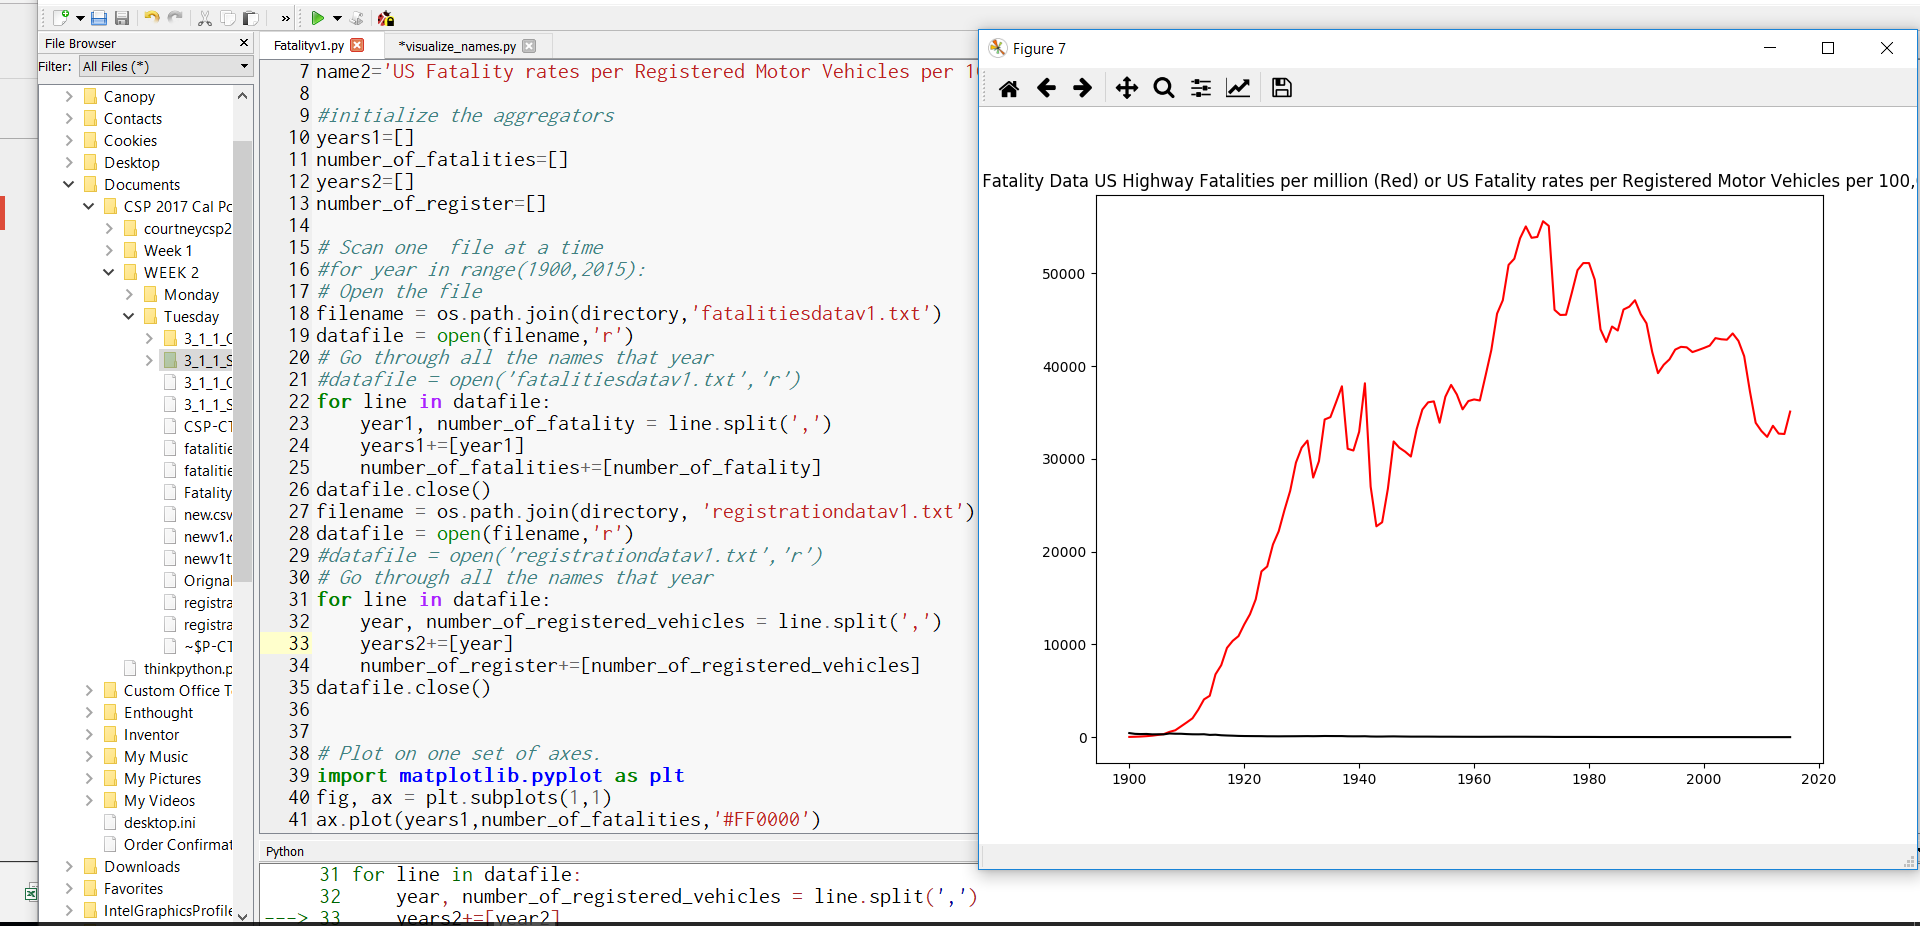 File Browser
Filter: All Files (*)
Canopy
Contacts
Cookies
Desktop
Documents
CSP 2017 Cal Po
courtneycsp2
Week 1
WEEK 2
Monday
Tuesday
3_1_1_C
3_1_1_S
3_1_1_C
3_1_1_S
CSP-CT
fatalitie
fatalitie
Fatality
new.csv
newv1.c
newv1t
Orignal
registra
registra
~$P-CT
thinkpython.p
Custom Office T
Enthought
Inventor
My Music
My Pictures
My Videos
desktop.ini
Order Confirmat
Downloads
Favorites
IntelGraphicsProfile
Fatalityv1.py
*visualize_names.py
7 name2='US Fatality rates per Registered Motor Vehicles per 10
8
9 #initialize the aggregators
10 years1=[]
11 number_of_fatalities=[]
12 years2=[]
13 number_of_register=[]
14
15 # Scan one  file at a time
16 #for year in range(1900,2015):
17 # Open the file
18 filename = os.path.join(directory,'fatalitiesdatav1.txt')
19 datafile = open(filename,'r')
20 # Go through all the names that year
21 #datafile = open('fatalitiesdatav1.txt','r')
22 for line in datafile:
23     year1, number_of_fatality = line.split(',')
24     years1+=[year1]
25     number_of_fatalities+=[number_of_fatality]
26 datafile.close()
27 filename = os.path.join(directory, 'registrationdatav1.txt')
28 datafile = open(filename,'r')
29 #datafile = open('registrationdatav1.txt','r')
30 # Go through all the names that year
31 for line in datafile:
32     year, number_of_registered_vehicles = line.split(',')
33     years2+=[year]
34     number_of_register+=[number_of_registered_vehicles]
35 datafile.close()
36
37
38 # Plot on one set of axes.
39 import matplotlib.pyplot as plt
40 fig, ax = plt.subplots(1,1)
41 ax.plot(years1,number_of_fatalities,'#FF0000')
Python
31 for line in datafile:
32     year, number_of_registered_vehicles = line.split(',')
---> 33     years2+=[year2]
Figure 7
Fatality Data US Highway Fatalities per million (Red) or US Fatality rates per Registered Motor Vehicles per 100,
50000
40000
30000
20000
10000
0
1900 1920 1940 1960 1980 2000 2020